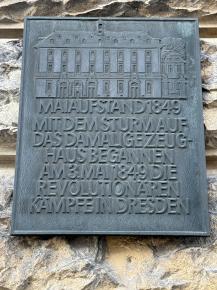 MAIAUFSTAND 1849
MIT DEM STURM AUF
DAS DAMALIGE ZEUG-
HAUS BEGANNEN
AM 3. MAI 1849 DIE
REVOLUTIONÄREN
KÄMPFE IN DRESDEN